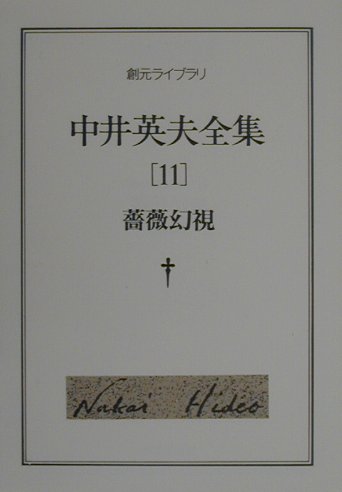 創元ライブラリ
中井英夫全集
[11]
薔薇幻視
Nakai Hideo